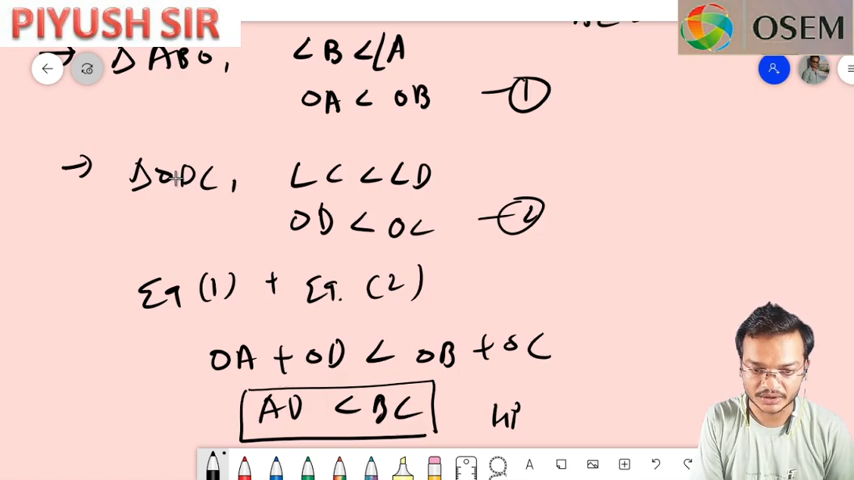 PIYUSH SIR
OSEM
→ Δ ABO, ∠B < ∠A
OA < OB — ①
→ Δ ODC, ∠C < ∠D
OD < OC — ②
Eq (1) + Eq. (2)
OA + OD < OB + OC
AD < BC
A